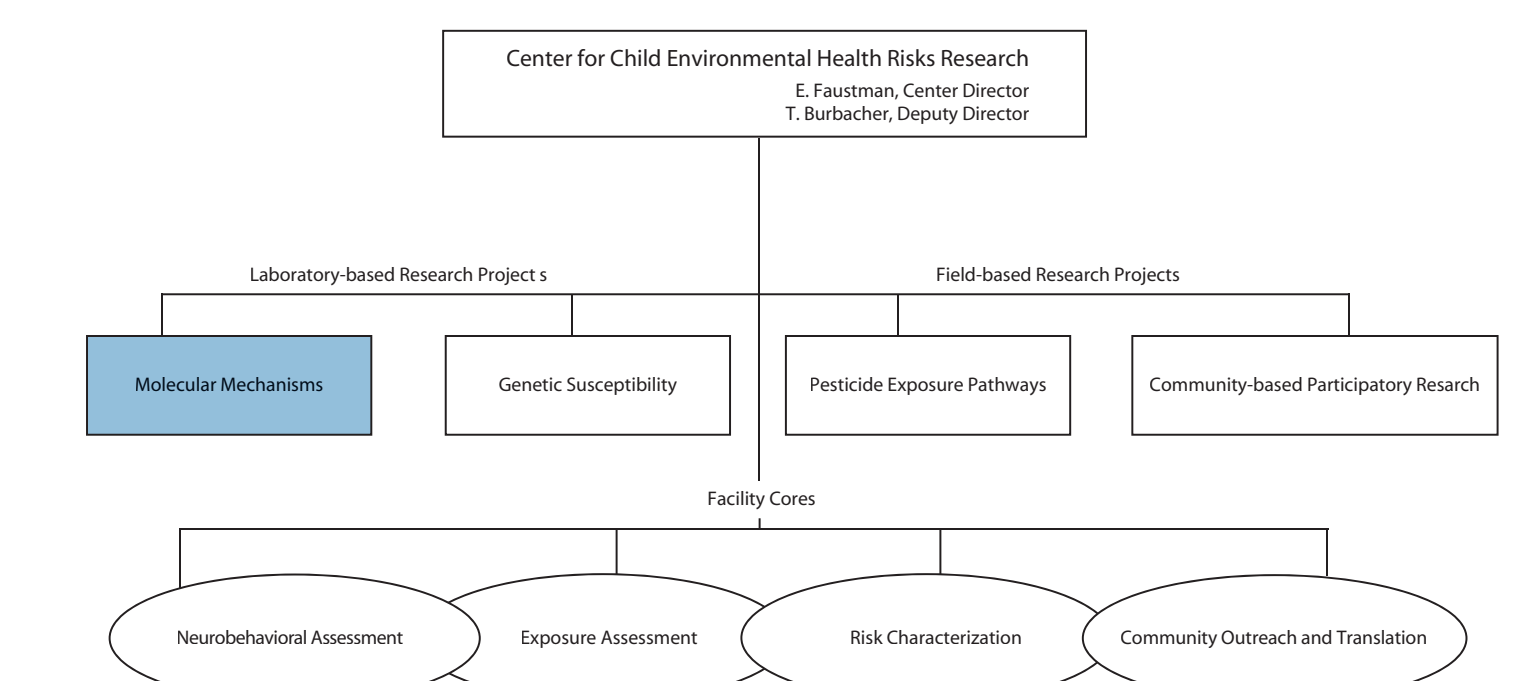 Center for Child Environmental Health Risks Research
E. Faustman, Center Director
T. Burbacher, Deputy Director
Laboratory-based Research Project s
Field-based Research Projects
Molecular Mechanisms
Genetic Susceptibility
Pesticide Exposure Pathways
Community-based Participatory Resarch
Facility Cores
Neurobehavioral Assessment
Exposure Assessment
Risk Characterization
Community Outreach and Translation